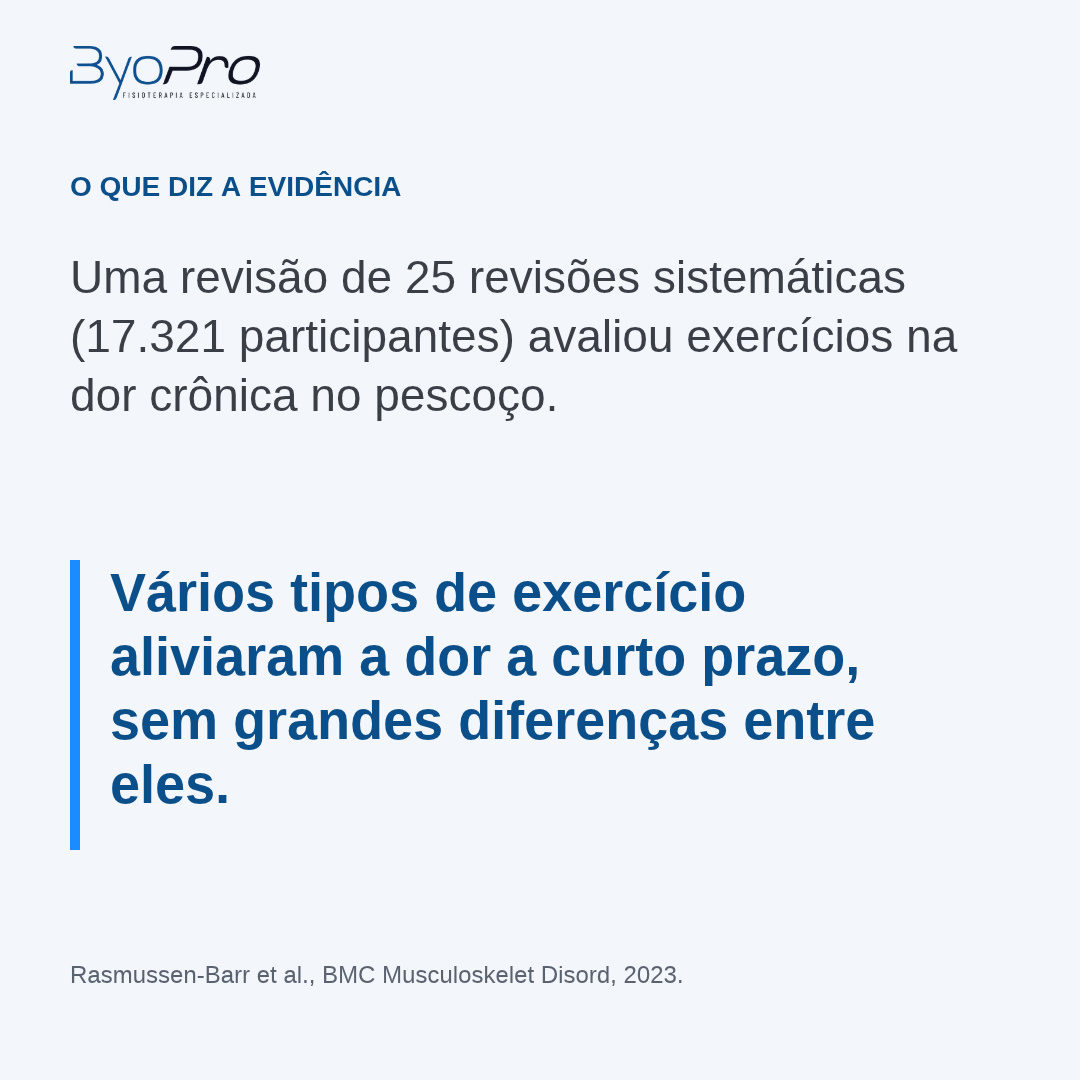 ByoPro
FISIOTERAPIA ESPECIALIZADA
O QUE DIZ A EVIDÊNCIA
Uma revisão de 25 revisões sistemáticas
(17.321 participantes) avaliou exercícios na
dor crônica no pescoço.
Vários tipos de exercício
aliviaram a dor a curto prazo,
sem grandes diferenças entre
eles.
Rasmussen-Barr et al., BMC Musculoskelet Disord, 2023.